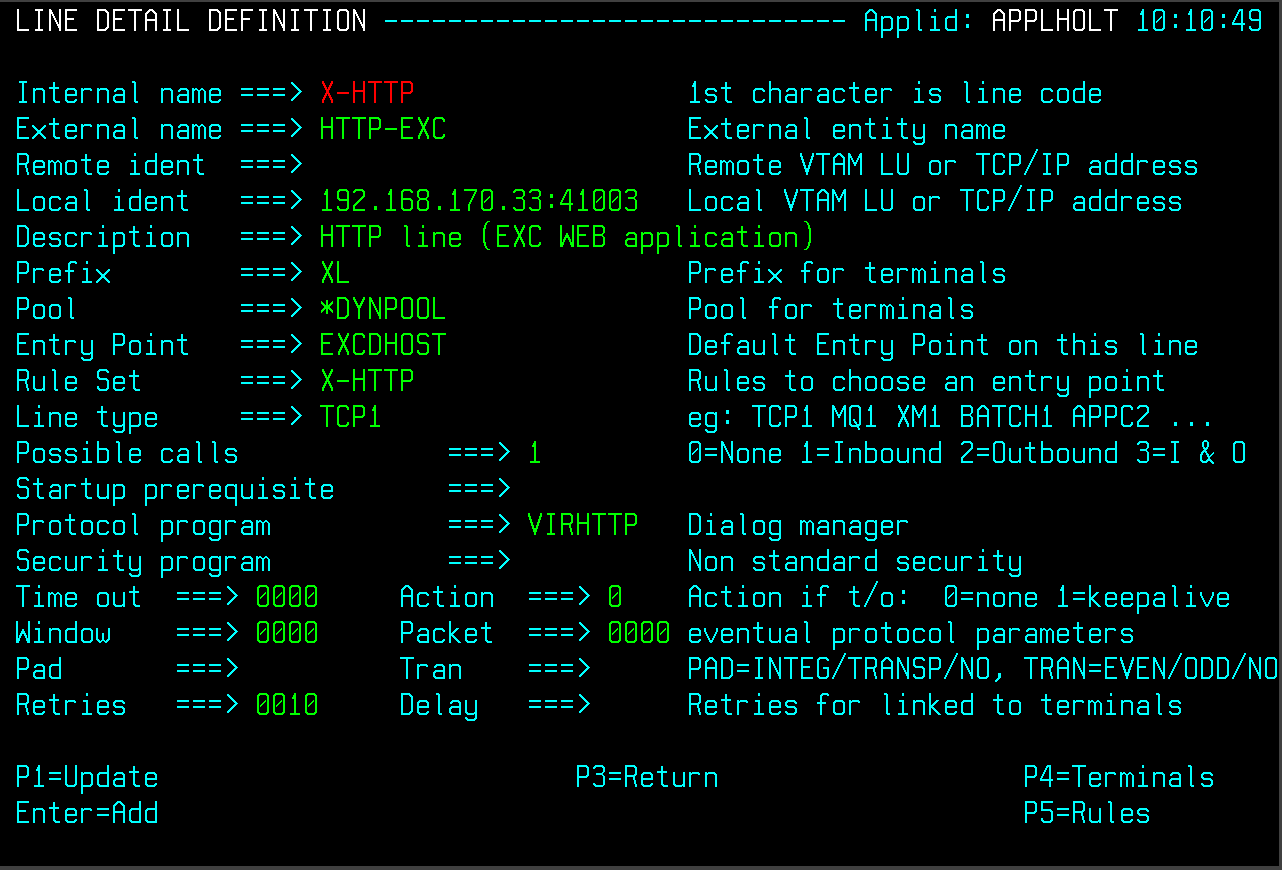 LINE DETAIL DEFINITION ----------------------------- Applid: APPLHOLT 10:10:49
Internal name ===> X-HTTP 1st character is line code
External name ===> HTTP-EXC External entity name
Remote ident ===> Remote VTAM LU or TCP/IP address
Local ident ===> 192.168.170.33:41003 Local VTAM LU or TCP/IP address
Description ===> HTTP line (EXC WEB application)
Prefix ===> XL Prefix for terminals
Pool ===> *DYNPOOL Pool for terminals
Entry Point ===> EXCDHOST Default Entry Point on this line
Rule Set ===> X-HTTP Rules to choose an entry point
Line type ===> TCP1 eg: TCP1 MQ1 XM1 BATCH1 APPC2 ...
Possible calls ===> 1 0=None 1=Inbound 2=Outbound 3=I & O
Startup prerequisite ===>
Protocol program ===> VIRHTTP Dialog manager
Security program ===> Non standard security
Time out ===> 0000 Action ===> 0 Action if t/o: 0=none 1=keepalive
Window ===> 0000 Packet ===> 0000 eventual protocol parameters
Pad ===> Tran ===> PAD=INTEG/TRANSP/NO, TRAN=EVEN/ODD/NO
Retries ===> 0010 Delay ===> Retries for linked to terminals
P1=Update P3=Return P4=Terminals
Enter=Add P5=Rules